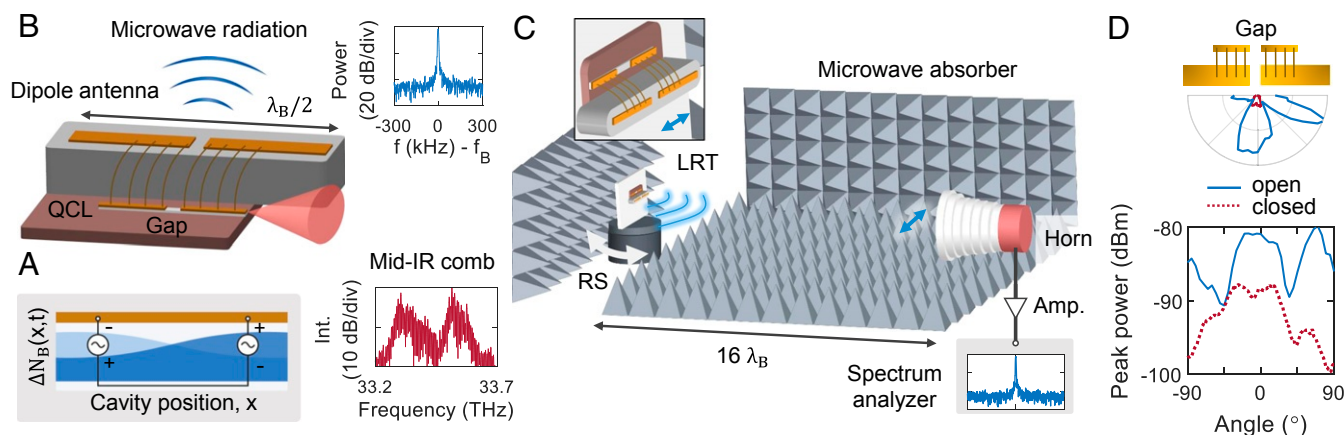 B
Microwave radiation
Dipole antenna
λB/2
QCL
Gap
Power
(20 dB/div)
-300 0 300
f (kHz) - fB
A
ΔNB(x,t)
- +
+ -
Cavity position, x
Mid-IR comb
Int.
(10 dB/div)
33.2 33.7
Frequency (THz)
C
Microwave absorber
LRT
RS
Horn
Amp.
16 λB
Spectrum
analyzer
D
Gap
open
closed
Peak power (dBm)
-80
-90
-100
-90 0 90
Angle (°)